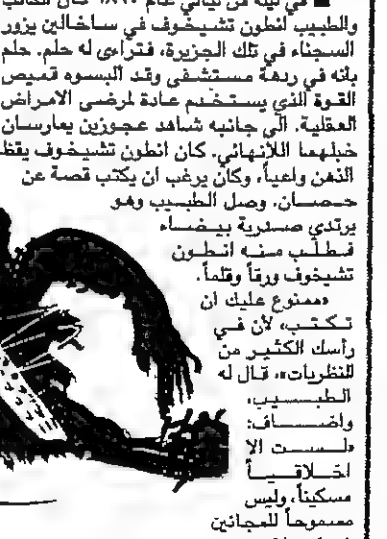 ■ في ليلة من ليالي عام ١٨٩٠ كان الكاتب
والطبيب انطون تشيخوف في ساخالين يزور
السجناء في تلك الجزيرة، فتراءى له حلم. حلم
بأنه في ردهة مستشفى وقد البسوه قميص
القوة الذي يستخدم عادة لمرضى الامراض
العقلية. الى جانبه شاهد عجوزين يمارسان
خبلهما اللانهائي. كان انطون تشيخوف يقظ
الذهن واعياً، وكان يرغب ان يكتب قصة عن
حصان. وصل الطبيب وهو
يرتدي صدرية بيضاء
فطلب منه انطون
تشيخوف ورقاً وقلماً.
«ممنوع عليك ان
تكتب، لأن في
رأسك الكثير من
النظريات»، قال له
الطبيب،
واضاف:
«لست الا
اخلاقياً
مسكيناً، وليس
مسموحاً للمجانين